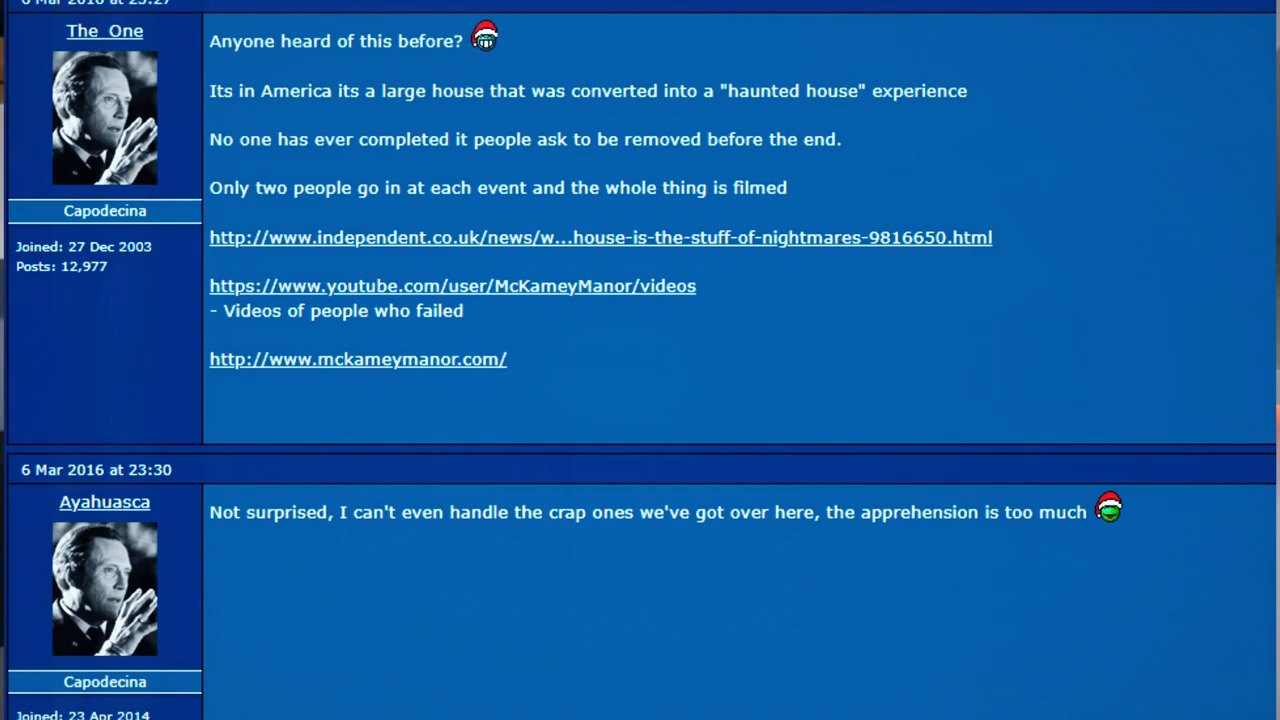 6 Mar 2016 at 23:27
The_One
Capodecina
Joined: 27 Dec 2003
Posts: 12,977
Anyone heard of this before?
Its in America its a large house that was converted into a "haunted house" experience
No one has ever completed it people ask to be removed before the end.
Only two people go in at each event and the whole thing is filmed
http://www.independent.co.uk/news/w...house-is-the-stuff-of-nightmares-9816650.html
https://www.youtube.com/user/McKameyManor/videos
- Videos of people who failed
http://www.mckameymanor.com/
6 Mar 2016 at 23:30
Ayahuasca
Capodecina
Joined: 23 Apr 2014
Not surprised, I can't even handle the crap ones we've got over here, the apprehension is too much